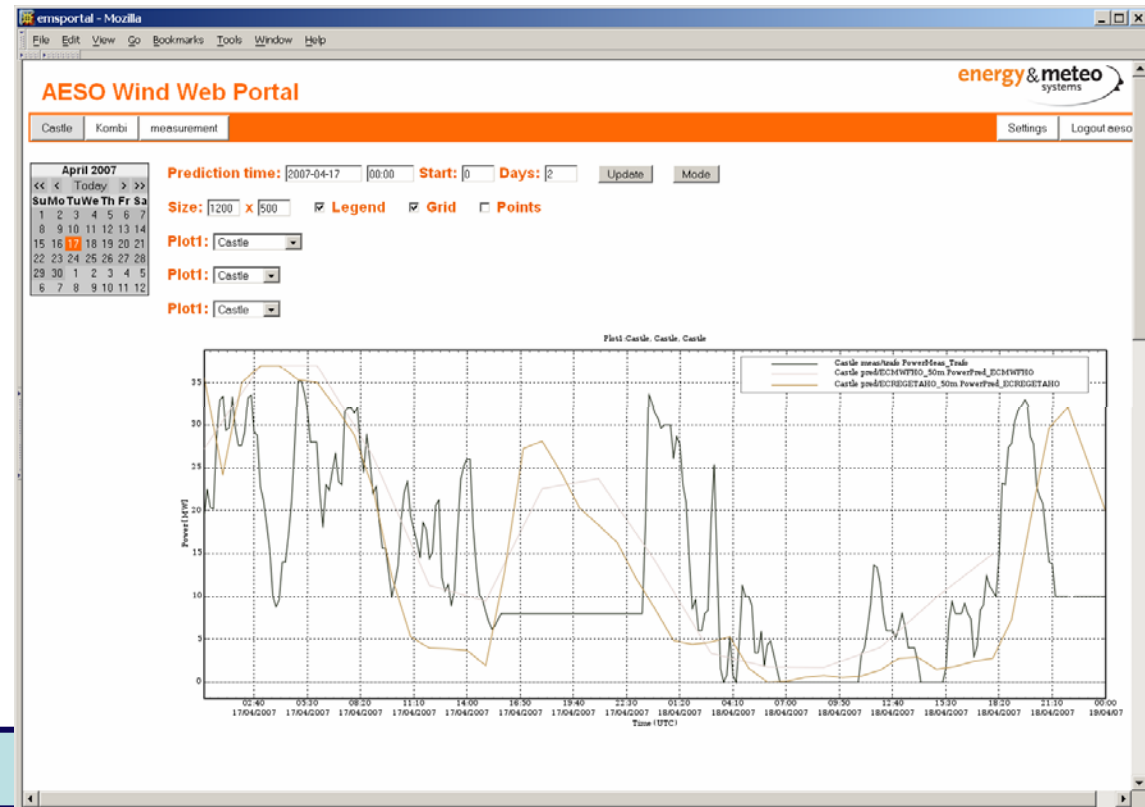 emsportal - Mozilla
File Edit View Go Bookmarks Tools Window Help
energy & meteo
systems
AESO Wind Web Portal
Castle Kombi measurement Settings Logout aeso
April 2007
<< < Today > >>
Su Mo Tu We Th Fr Sa
1 2 3 4 5 6 7
8 9 10 11 12 13 14
15 16 17 18 19 20 21
22 23 24 25 26 27 28
29 30 1 2 3 4 5
6 7 8 9 10 11 12
Prediction time: 2007-04-17 00:00 Start: 0 Days: 2 Update Mode
Size: 1200 x 500 Legend Grid Points
Plot1: Castle
Plot1: Castle
Plot1: Castle
Plot1 Castle, Castle, Castle
Castle meas/trafo PowerMeas_Trafo
Castle pred/ECMWFHO_50m PowerPred_ECMWFHO
Castle pred/ECREGETAHO_50m PowerPred_ECREGETAHO
Power[MW]
35
30
25
20
15
10
5
0
02:40 05:30 08:20 11:10 14:00 16:50 19:40 22:30 01:20 04:10 07:00 09:50 12:40 15:30 18:20 21:10 00:00
17/04/2007 17/04/2007 17/04/2007 17/04/2007 17/04/2007 17/04/2007 17/04/2007 17/04/2007 18/04/2007 18/04/2007 18/04/2007 18/04/2007 18/04/2007 18/04/2007 18/04/2007 18/04/2007 19/04/07
Time (UTC)